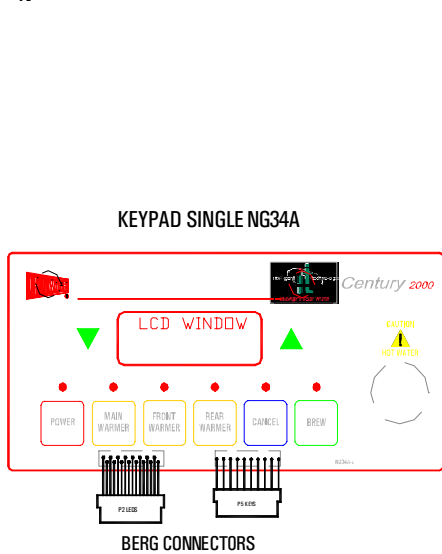 KEYPAD SINGLE NG34A
Century 2000
LCD WINDOW
CAUTION
HOT WATER
POWER
MAIN WARMER
FRONT WARMER
REAR WARMER
CANCEL
BREW
P2 LEDS
P5 KEYS
BERG CONNECTORS